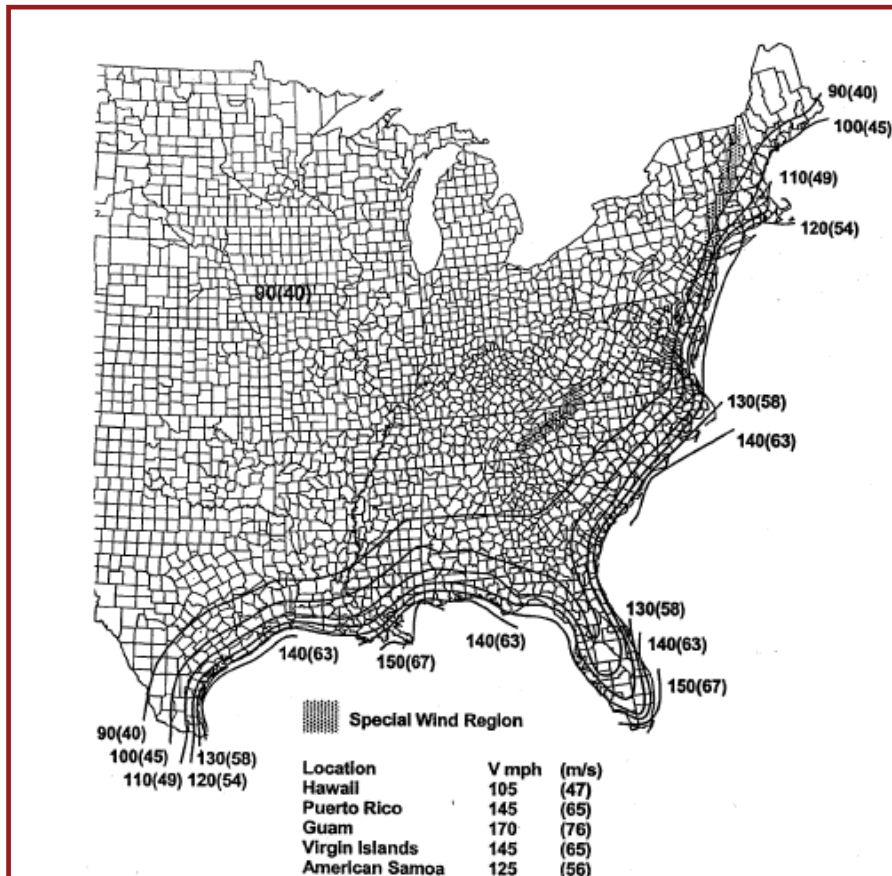 90(40)
100(45)
110(49)
120(54)
90(40)
130(58)
140(63)
130(58)
140(63)
140(63)
140(63)
150(67)
150(67)
90(40)
100(45) 130(58)
110(49) 120(54)
Special Wind Region
Location V mph (m/s)
Hawaii 105 (47)
Puerto Rico 145 (65)
Guam 170 (76)
Virgin Islands 145 (65)
American Samoa 125 (56)